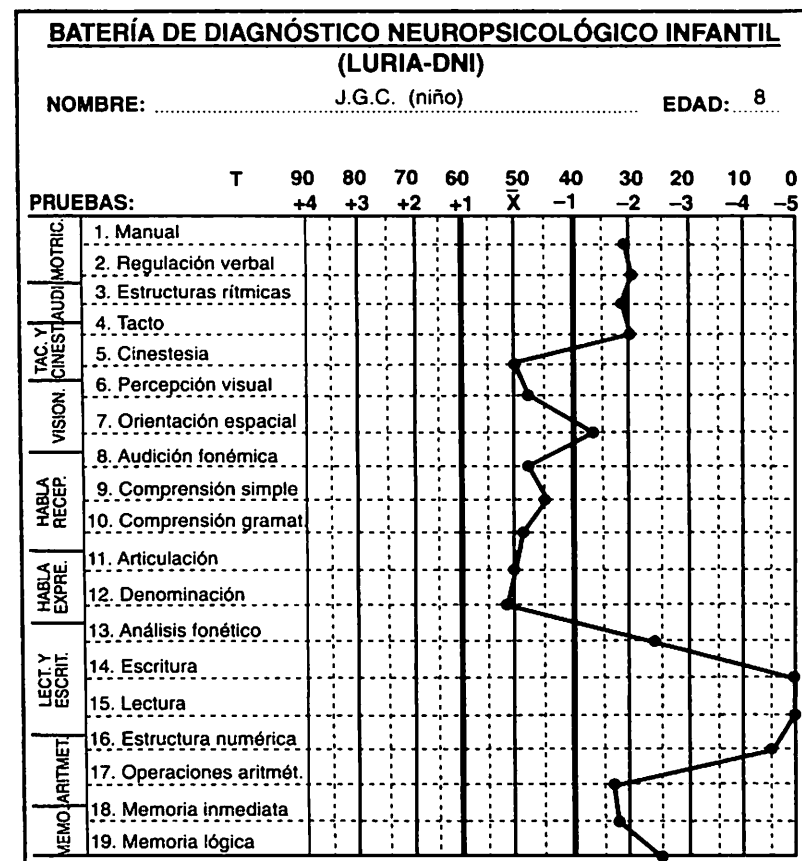 BATERÍA DE DIAGNÓSTICO NEUROPSICOLÓGICO INFANTIL
(LURIA-DNI)
NOMBRE: J.G.C. (niño) EDAD: 8
T 90 80 70 60 50 40 30 20 10 0
PRUEBAS: +4 +3 +2 +1 X̄ −1 −2 −3 −4 −5
MOTRIC.
1. Manual
2. Regulación verbal
AUDI
3. Estructuras rítmicas
TAC. Y
CINEST.
4. Tacto
5. Cinestesia
VISION.
6. Percepción visual
7. Orientación espacial
HABLA
RECEP.
8. Audición fonémica
9. Comprensión simple
10. Comprensión gramat.
HABLA
EXPRE.
11. Articulación
12. Denominación
LECT. Y
ESCRIT.
13. Análisis fonético
14. Escritura
15. Lectura
ARITMET.
16. Estructura numérica
17. Operaciones aritmét.
MEMO.
18. Memoria inmediata
19. Memoria lógica